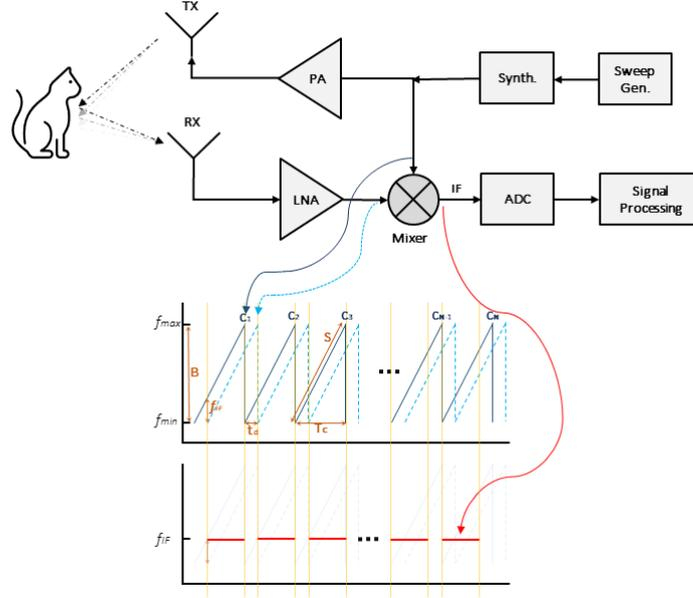 TX
PA
Synth.
Sweep
Gen.
RX
LNA
IF
ADC
Signal
Processing
Mixer
C1 C2 C3 CN-1 CN
fmax
S
B
fIF
fmin
td
Tc
fIF